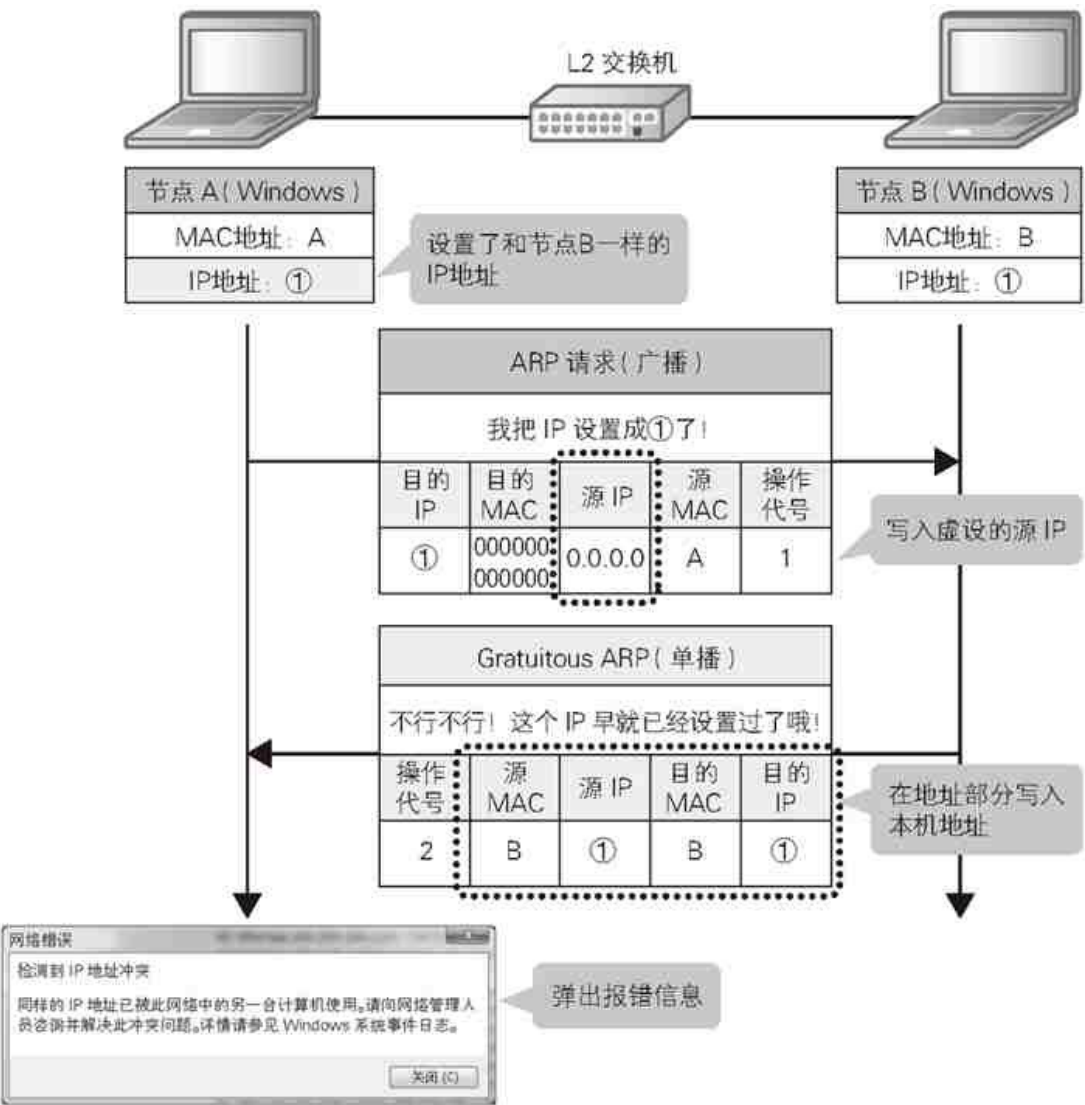 L2 交换机
节点 A( Windows )
MAC地址: A
IP地址: ①
设置了和节点B一样的
IP地址
节点 B( Windows )
MAC地址: B
IP地址: ①
ARP 请求( 广播 )
我把 IP 设置成①了!
目的 IP
目的 MAC
源 IP
源 MAC
操作代号
①
000000
000000
0.0.0.0
A
1
写入虚设的源 IP
Gratuitous ARP( 单播 )
不行不行! 这个 IP 早就已经设置过了哦!
操作代号
源 MAC
源 IP
目的 MAC
目的 IP
2
B
①
B
①
在地址部分写入
本机地址
网络错误
检测到 IP 地址冲突
同样的 IP 地址已被此网络中的另一台计算机使用。请向网络管理人
员咨询并解决此冲突问题。详情请参见 Windows 系统事件日志。
关闭 (C)
弹出报错信息